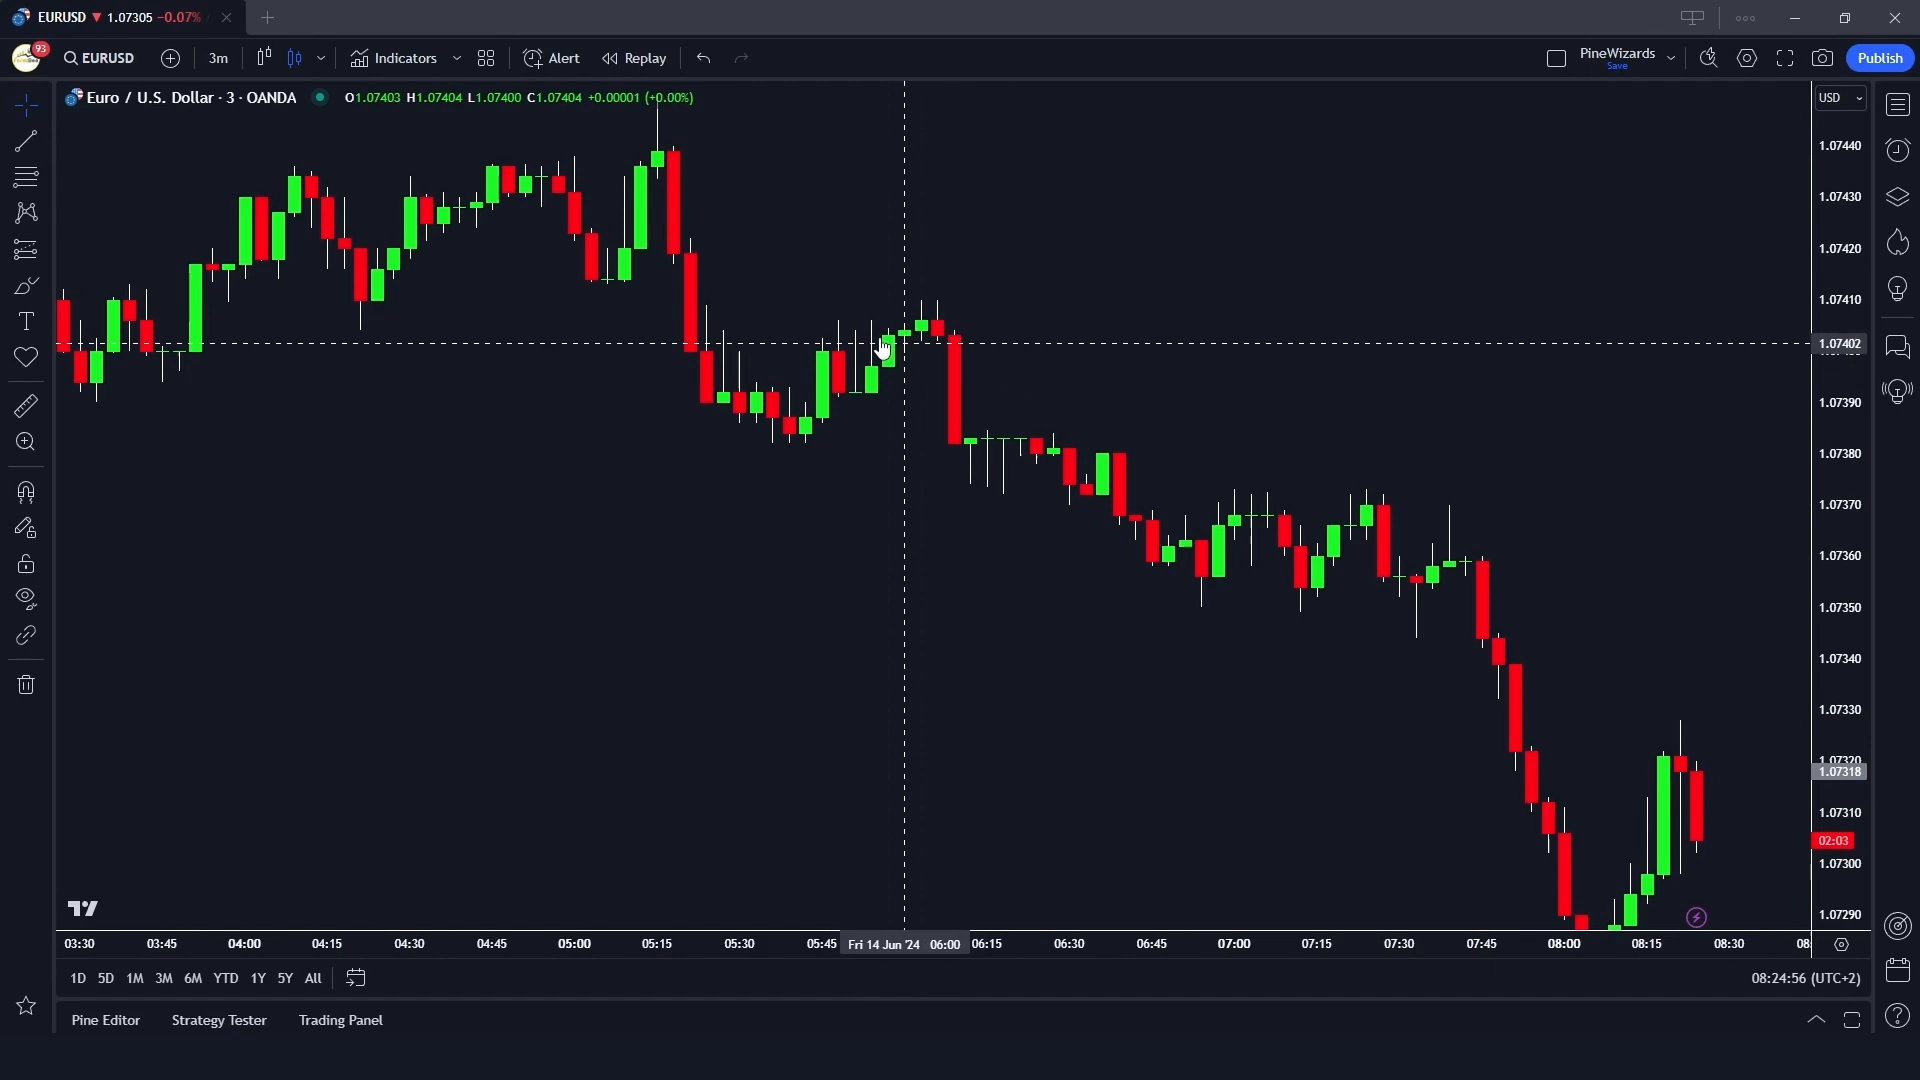 EURUSD 1.07305 −0.07%
93 EURUSD 3m Indicators Alert Replay PineWizards Save Publish
Euro / U.S. Dollar · 3 · OANDA O1.07403 H1.07404 L1.07400 C1.07404 +0.00001 (+0.00%)
USD
1.07440
1.07430
1.07420
1.07410
1.07402
1.07390
1.07380
1.07370
1.07360
1.07350
1.07340
1.07330
1.07320
1.07318
1.07310
02:03
1.07300
1.07290
03:30 03:45 04:00 04:15 04:30 04:45 05:00 05:15 05:30 05:45 Fri 14 Jun '24 06:00 06:15 06:30 06:45 07:00 07:15 07:30 07:45 08:00 08:15 08:30 08:
1D 5D 1M 3M 6M YTD 1Y 5Y All 08:24:56 (UTC+2)
Pine Editor Strategy Tester Trading Panel